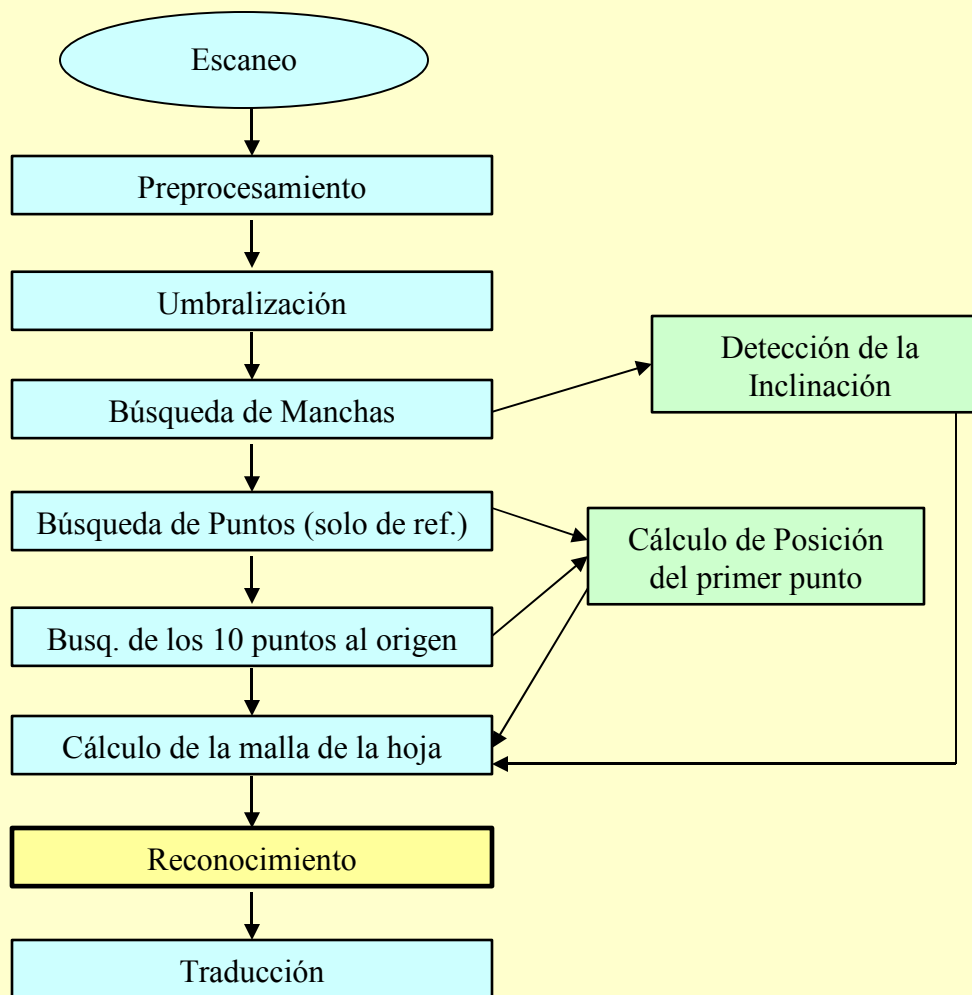 Escaneo
Preprocesamiento
Umbralización
Detección de la
Inclinación
Búsqueda de Manchas
Búsqueda de Puntos (solo de ref.)
Cálculo de Posición
del primer punto
Busq. de los 10 puntos al origen
Cálculo de la malla de la hoja
Reconocimiento
Traducción